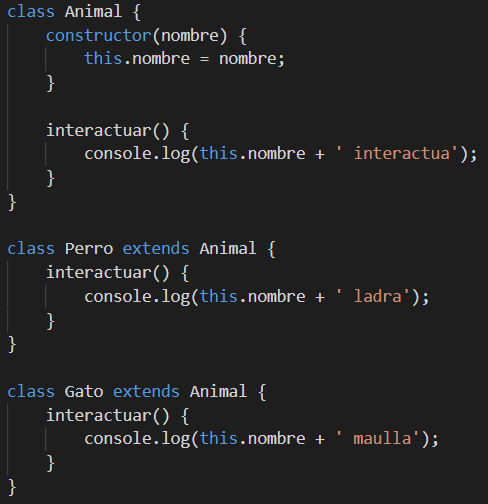 class Animal {
    constructor(nombre) {
        this.nombre = nombre;
    }

    interactuar() {
        console.log(this.nombre + ' interactua');
    }
}

class Perro extends Animal {
    interactuar() {
        console.log(this.nombre + ' ladra');
    }
}

class Gato extends Animal {
    interactuar() {
        console.log(this.nombre + ' maulla');
    }
}